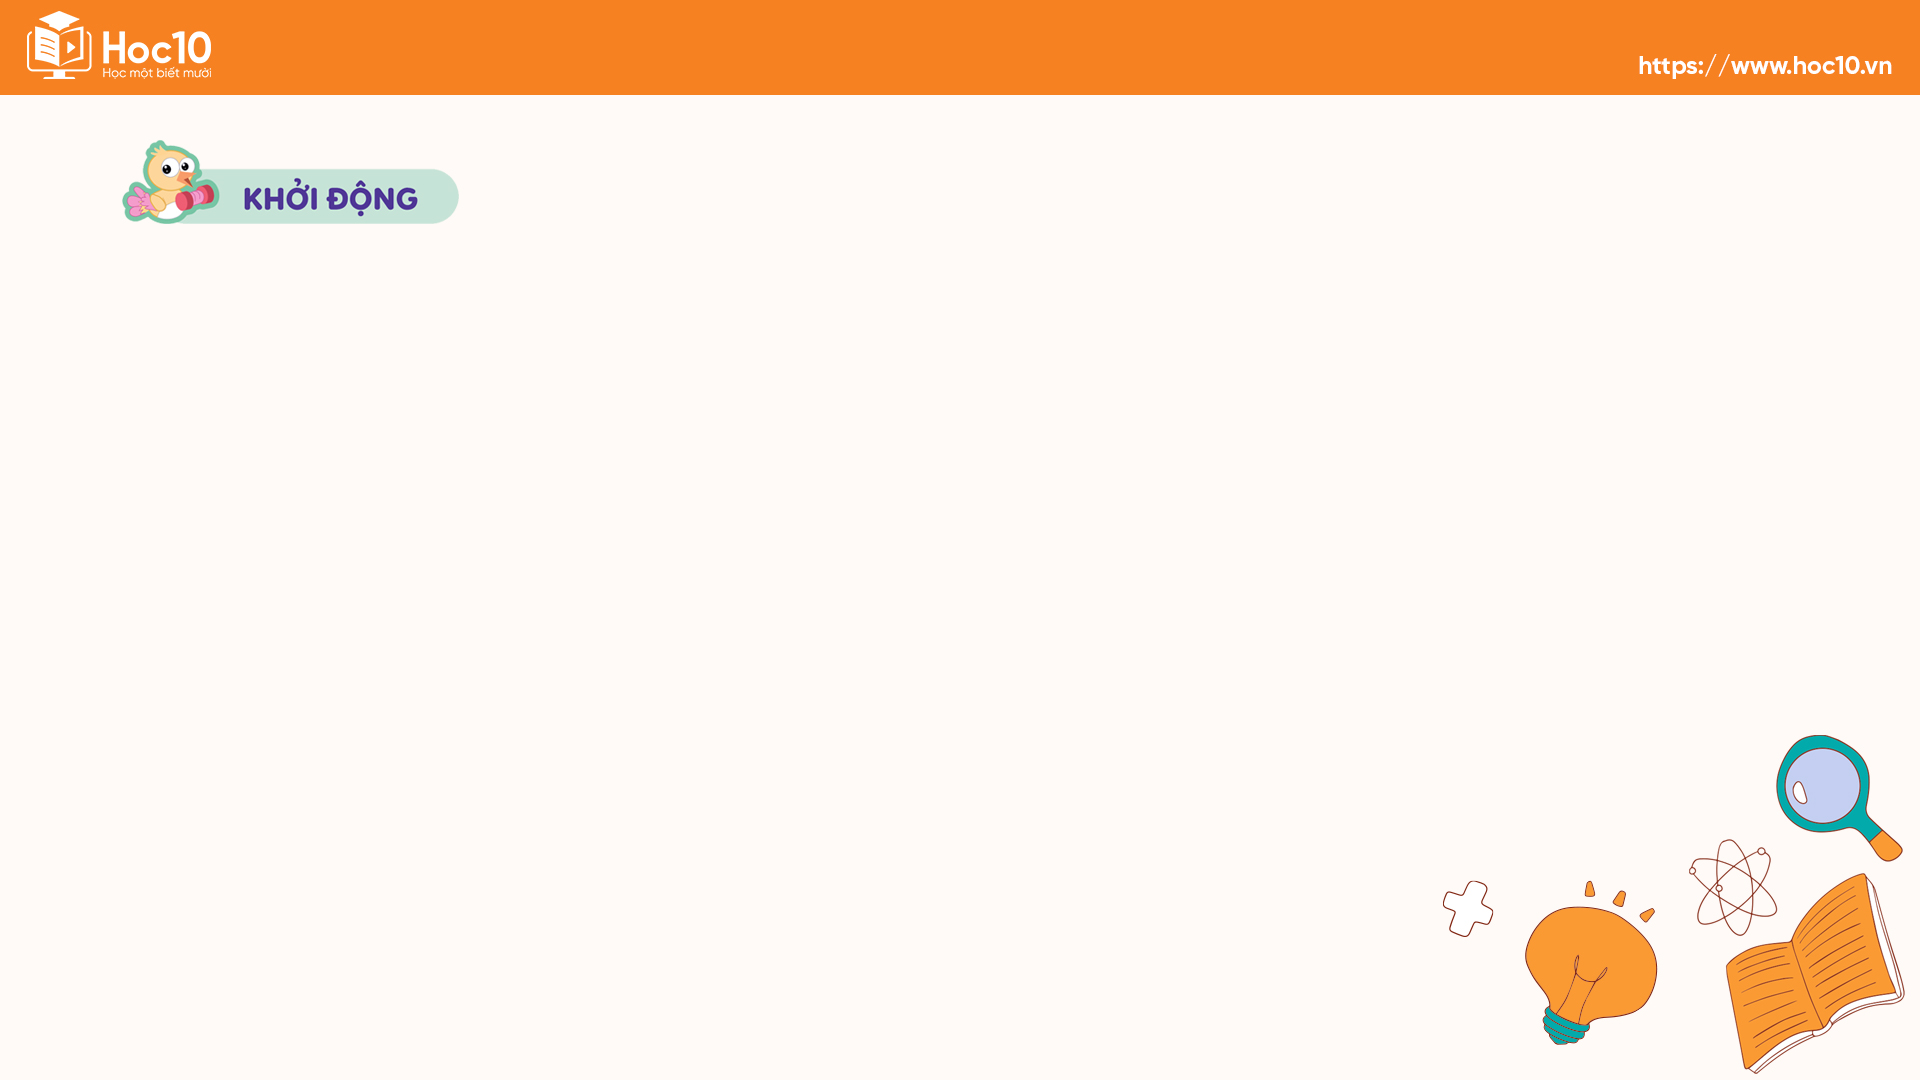 Hoc10
Học một biết mười
https://www.hoc10.vn
KHỞI ĐỘNG